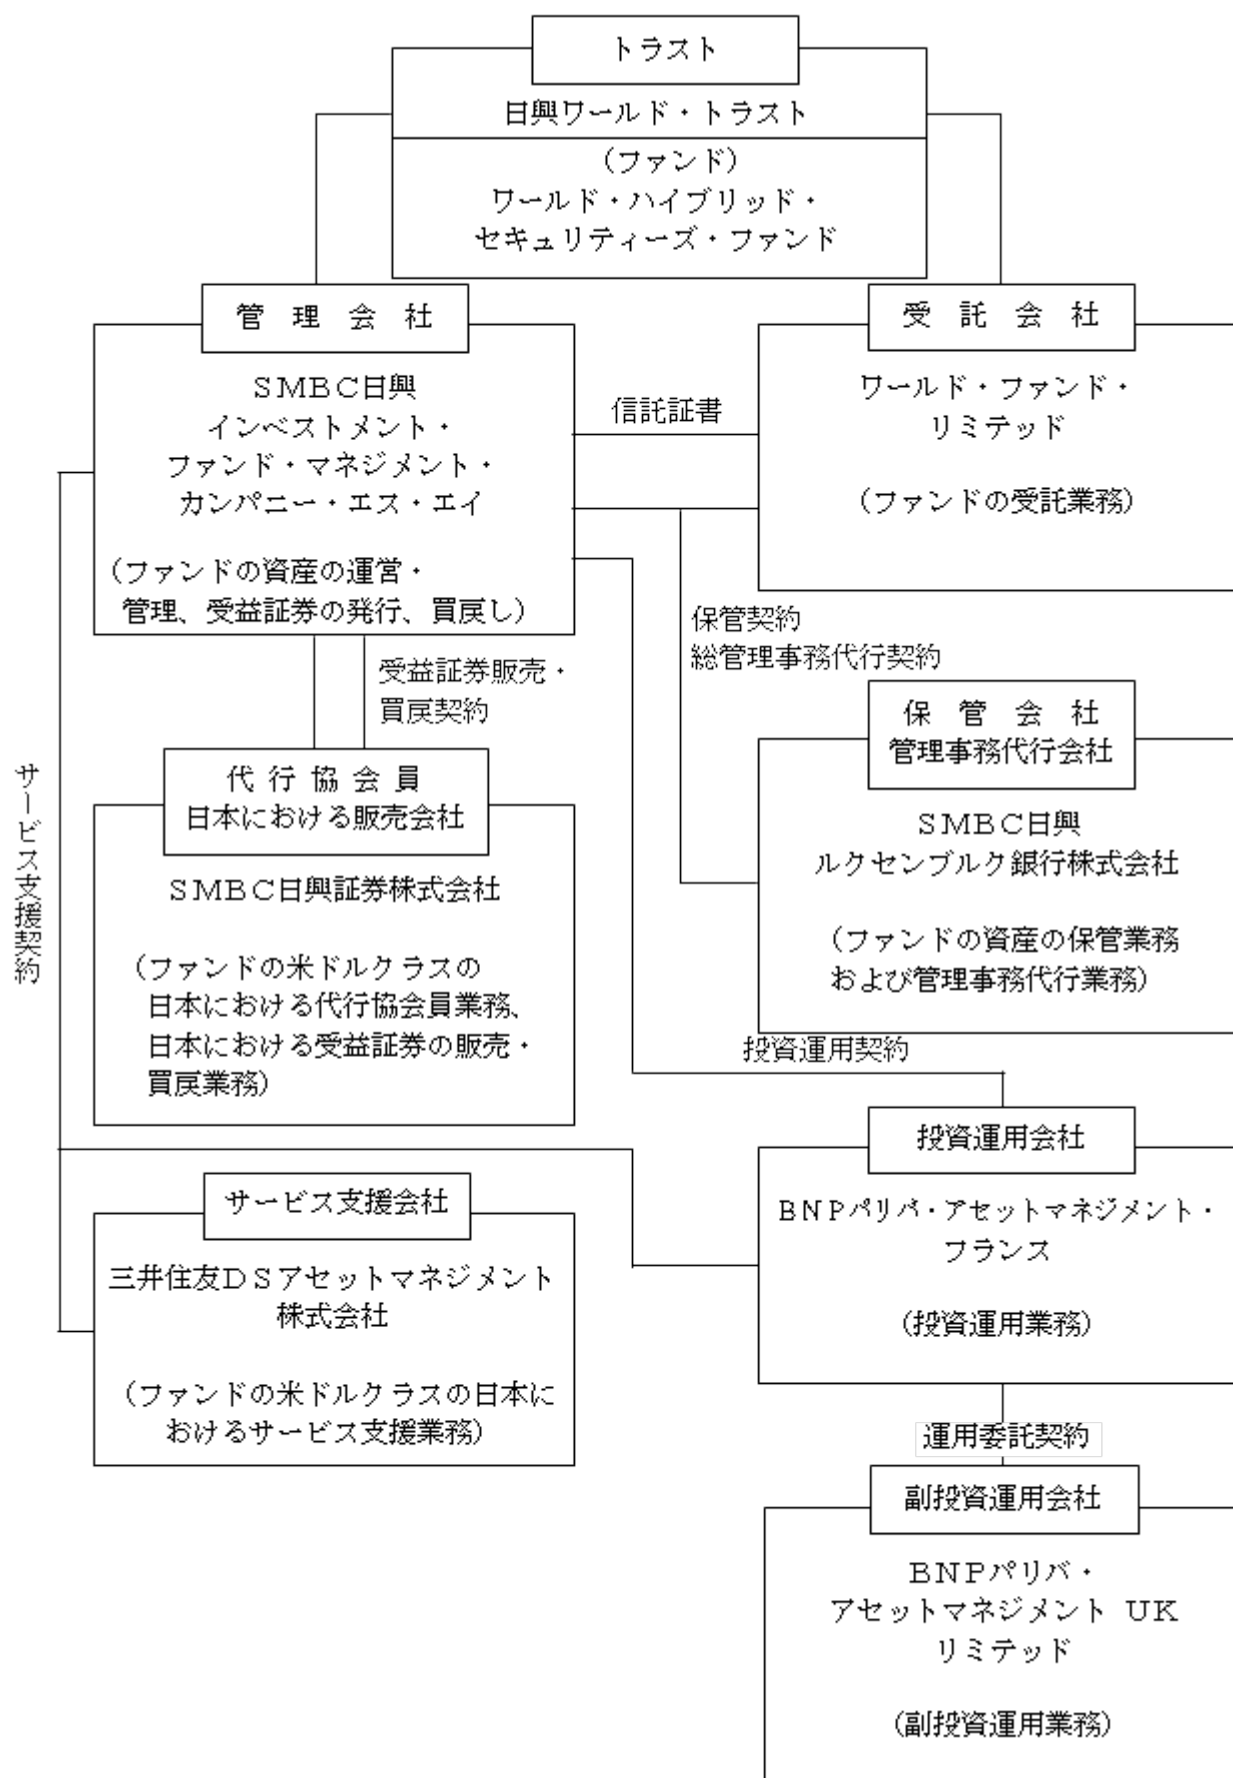 トラスト
日興ワールド・トラスト
(ファンド)
ワールド・ハイブリッド・
セキュリティーズ・ファンド
管理会社
SMBC日興
インベストメント・
ファンド・マネジメント・
カンパニー・エス・エイ
(ファンドの資産の運営・
管理、受益証券の発行、買戻し)
信託証書
受託会社
ワールド・ファンド・
リミテッド
(ファンドの受託業務)
保管契約
総管理事務代行契約
受益証券販売・
買戻契約
保管会社
管理事務代行会社
SMBC日興
ルクセンブルク銀行株式会社
(ファンドの資産の保管業務
および管理事務代行業務)
サービス支援契約
代行協会員
日本における販売会社
SMBC日興証券株式会社
(ファンドの米ドルクラスの
日本における代行協会員業務、
日本における受益証券の販売・
買戻業務)
投資運用契約
投資運用会社
BNPパリバ・アセットマネジメント・
フランス
(投資運用業務)
サービス支援会社
三井住友DSアセットマネジメント
株式会社
(ファンドの米ドルクラスの日本に
おけるサービス支援業務)
運用委託契約
副投資運用会社
BNPパリバ・
アセットマネジメント UK
リミテッド
(副投資運用業務)